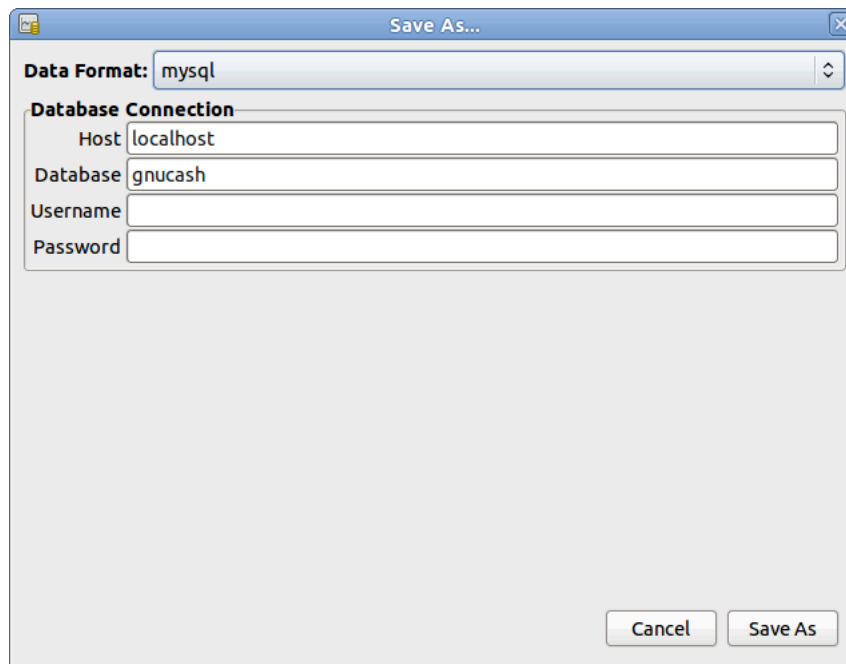 Save As...
Data Format: mysql
Database Connection
Host localhost
Database gnucash
Username
Password
Cancel Save As